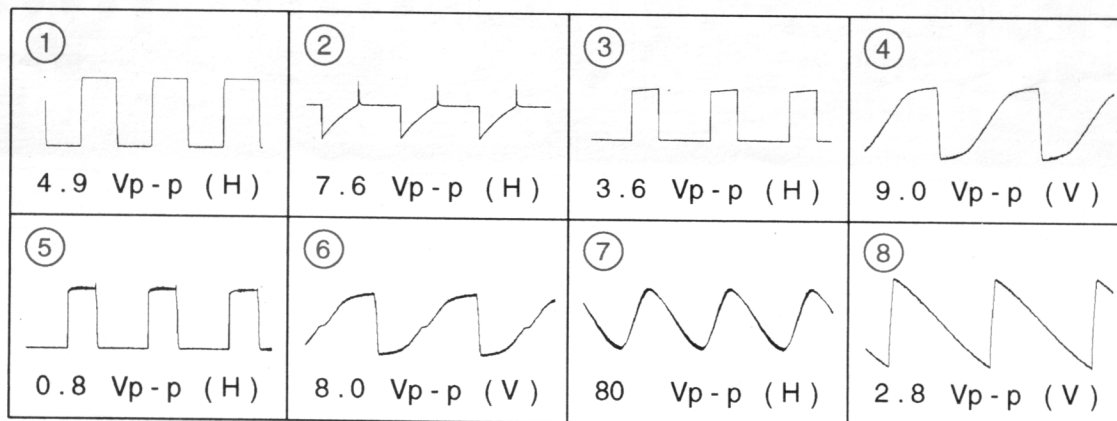 ① ② ③ ④
4.9 Vp-p (H) 7.6 Vp-p (H) 3.6 Vp-p (H) 9.0 Vp-p (V)
⑤ ⑥ ⑦ ⑧
0.8 Vp-p (H) 8.0 Vp-p (V) 80 Vp-p (H) 2.8 Vp-p (V)